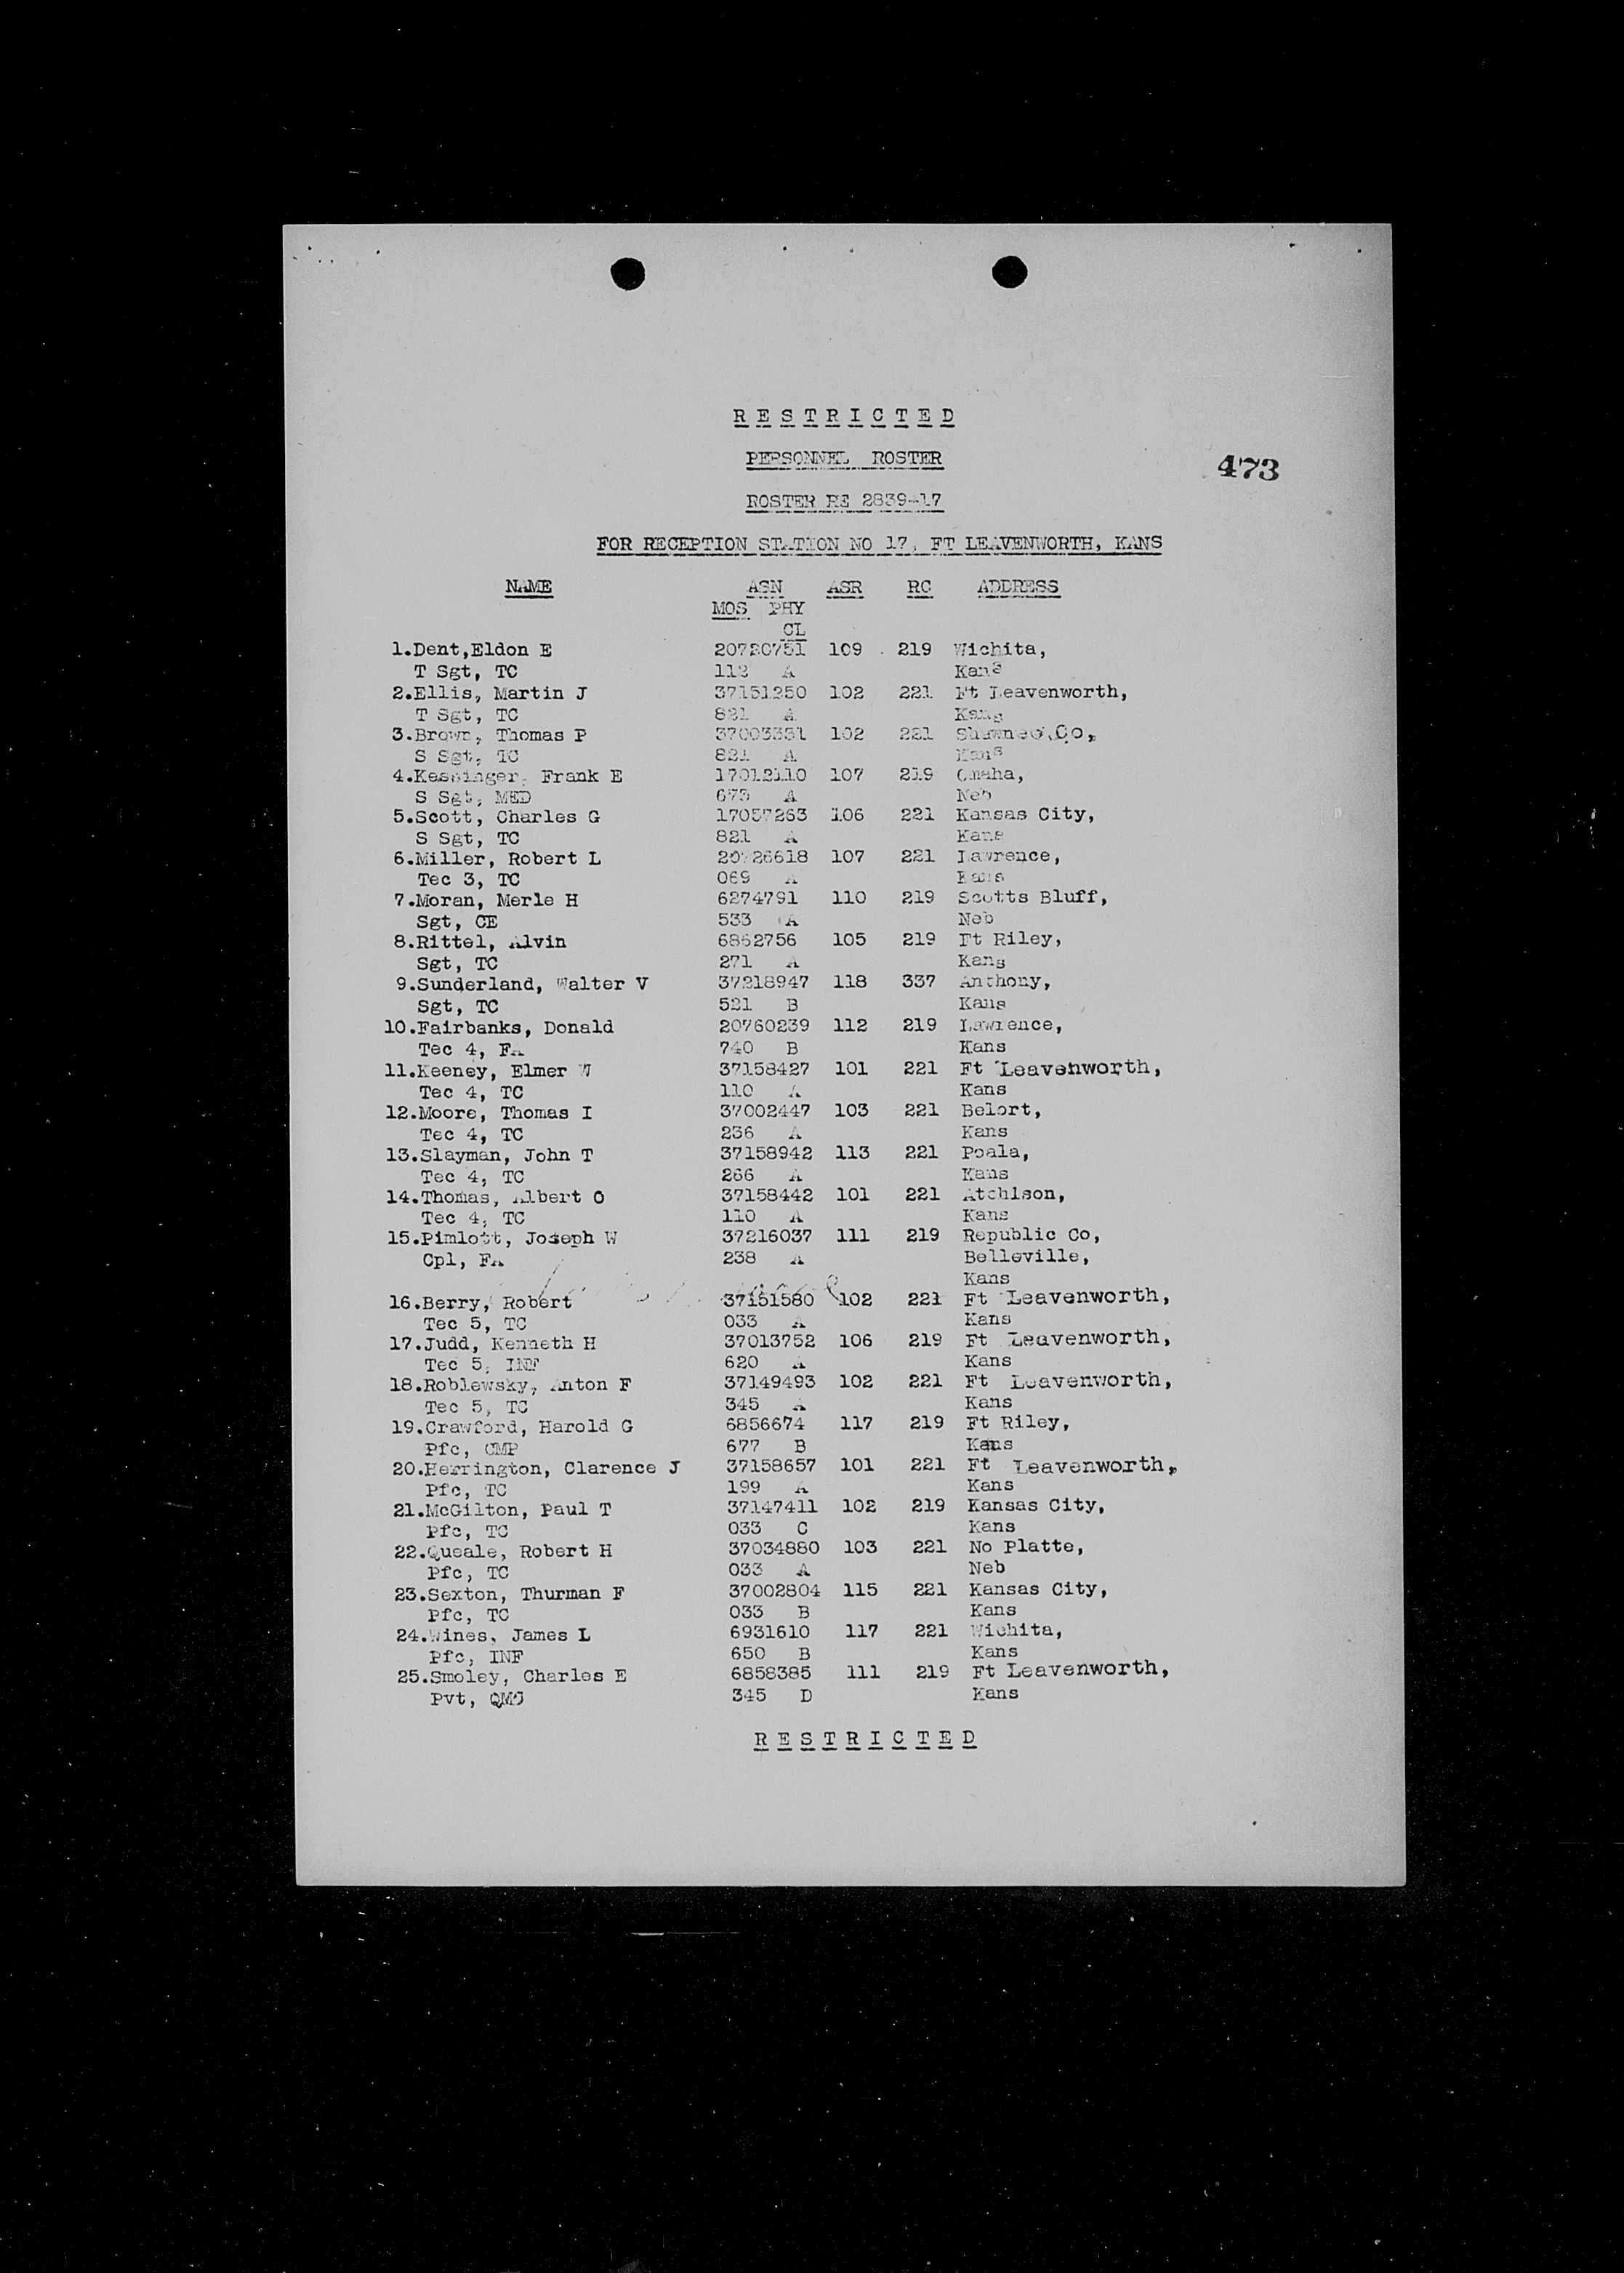 R E S T R I C T E D
PERSONNEL ROSTER
473
ROSTER RE 2839-17
FOR RECEPTION STATION NO 17, FT LEAVENWORTH, KANS
NAME ASN ASR RC ADDRESS
MOS PHY
CL
1.Dent,Eldon E 20720751 109 219 Wichita,
T Sgt, TC 112 A Kans
2.Ellis, Martin J 37151250 102 221 Ft Leavenworth,
T Sgt, TC 821 A Kans
3.Brown, Thomas P 37003331 102 221 Shawnee Co,
S Sgt, TC 821 A Kans
4.Kessinger, Frank E 17012110 107 219 Omaha,
S Sgt, MED 673 A Neb
5.Scott, Charles G 17057263 106 221 Kansas City,
S Sgt, TC 821 A Kans
6.Miller, Robert L 20726618 107 221 Lawrence,
Tec 3, TC 069 A Kans
7.Moran, Merle H 6274791 110 219 Scotts Bluff,
Sgt, CE 533 A Neb
8.Rittel, Alvin 6862756 105 219 Ft Riley,
Sgt, TC 271 A Kans
9.Sunderland, Walter V 37218947 118 337 Anthony,
Sgt, TC 521 B Kans
10.Fairbanks, Donald 20760239 112 219 Lawrence,
Tec 4, FA 740 B Kans
11.Keeney, Elmer W 37158427 101 221 Ft Leavenworth,
Tec 4, TC 110 A Kans
12.Moore, Thomas I 37002447 103 221 Belort,
Tec 4, TC 236 A Kans
13.Slayman, John T 37158942 113 221 Poala,
Tec 4, TC 266 A Kans
14.Thomas, Albert O 37158442 101 221 Atchison,
Tec 4, TC 110 A Kans
15.Pimlott, Joseph W 37216037 111 219 Republic Co,
Cpl, FA 238 A Belleville,
Kans
16.Berry, Robert 37151580 102 221 Ft Leavenworth,
Tec 5, TC 033 A Kans
17.Judd, Kenneth H 37013752 106 219 Ft Leavenworth,
Tec 5, INF 620 A Kans
18.Roblewsky, Anton F 37149493 102 221 Ft Leavenworth,
Tec 5, TC 345 A Kans
19.Crawford, Harold G 6856674 117 219 Ft Riley,
Pfc, CMP 677 B Kans
20.Herrington, Clarence J 37158657 101 221 Ft Leavenworth,
Pfc, TC 199 A Kans
21.McGilton, Paul T 37147411 102 219 Kansas City,
Pfc, TC 033 C Kans
22.Queale, Robert H 37034880 103 221 No Platte,
Pfc, TC 033 A Neb
23.Sexton, Thurman F 37002804 115 221 Kansas City,
Pfc, TC 033 B Kans
24.Wines, James L 6931610 117 221 Wichita,
Pfc, INF 650 B Kans
25.Smoley, Charles E 6858385 111 219 Ft Leavenworth,
Pvt, QMC 345 D Kans
R E S T R I C T E D